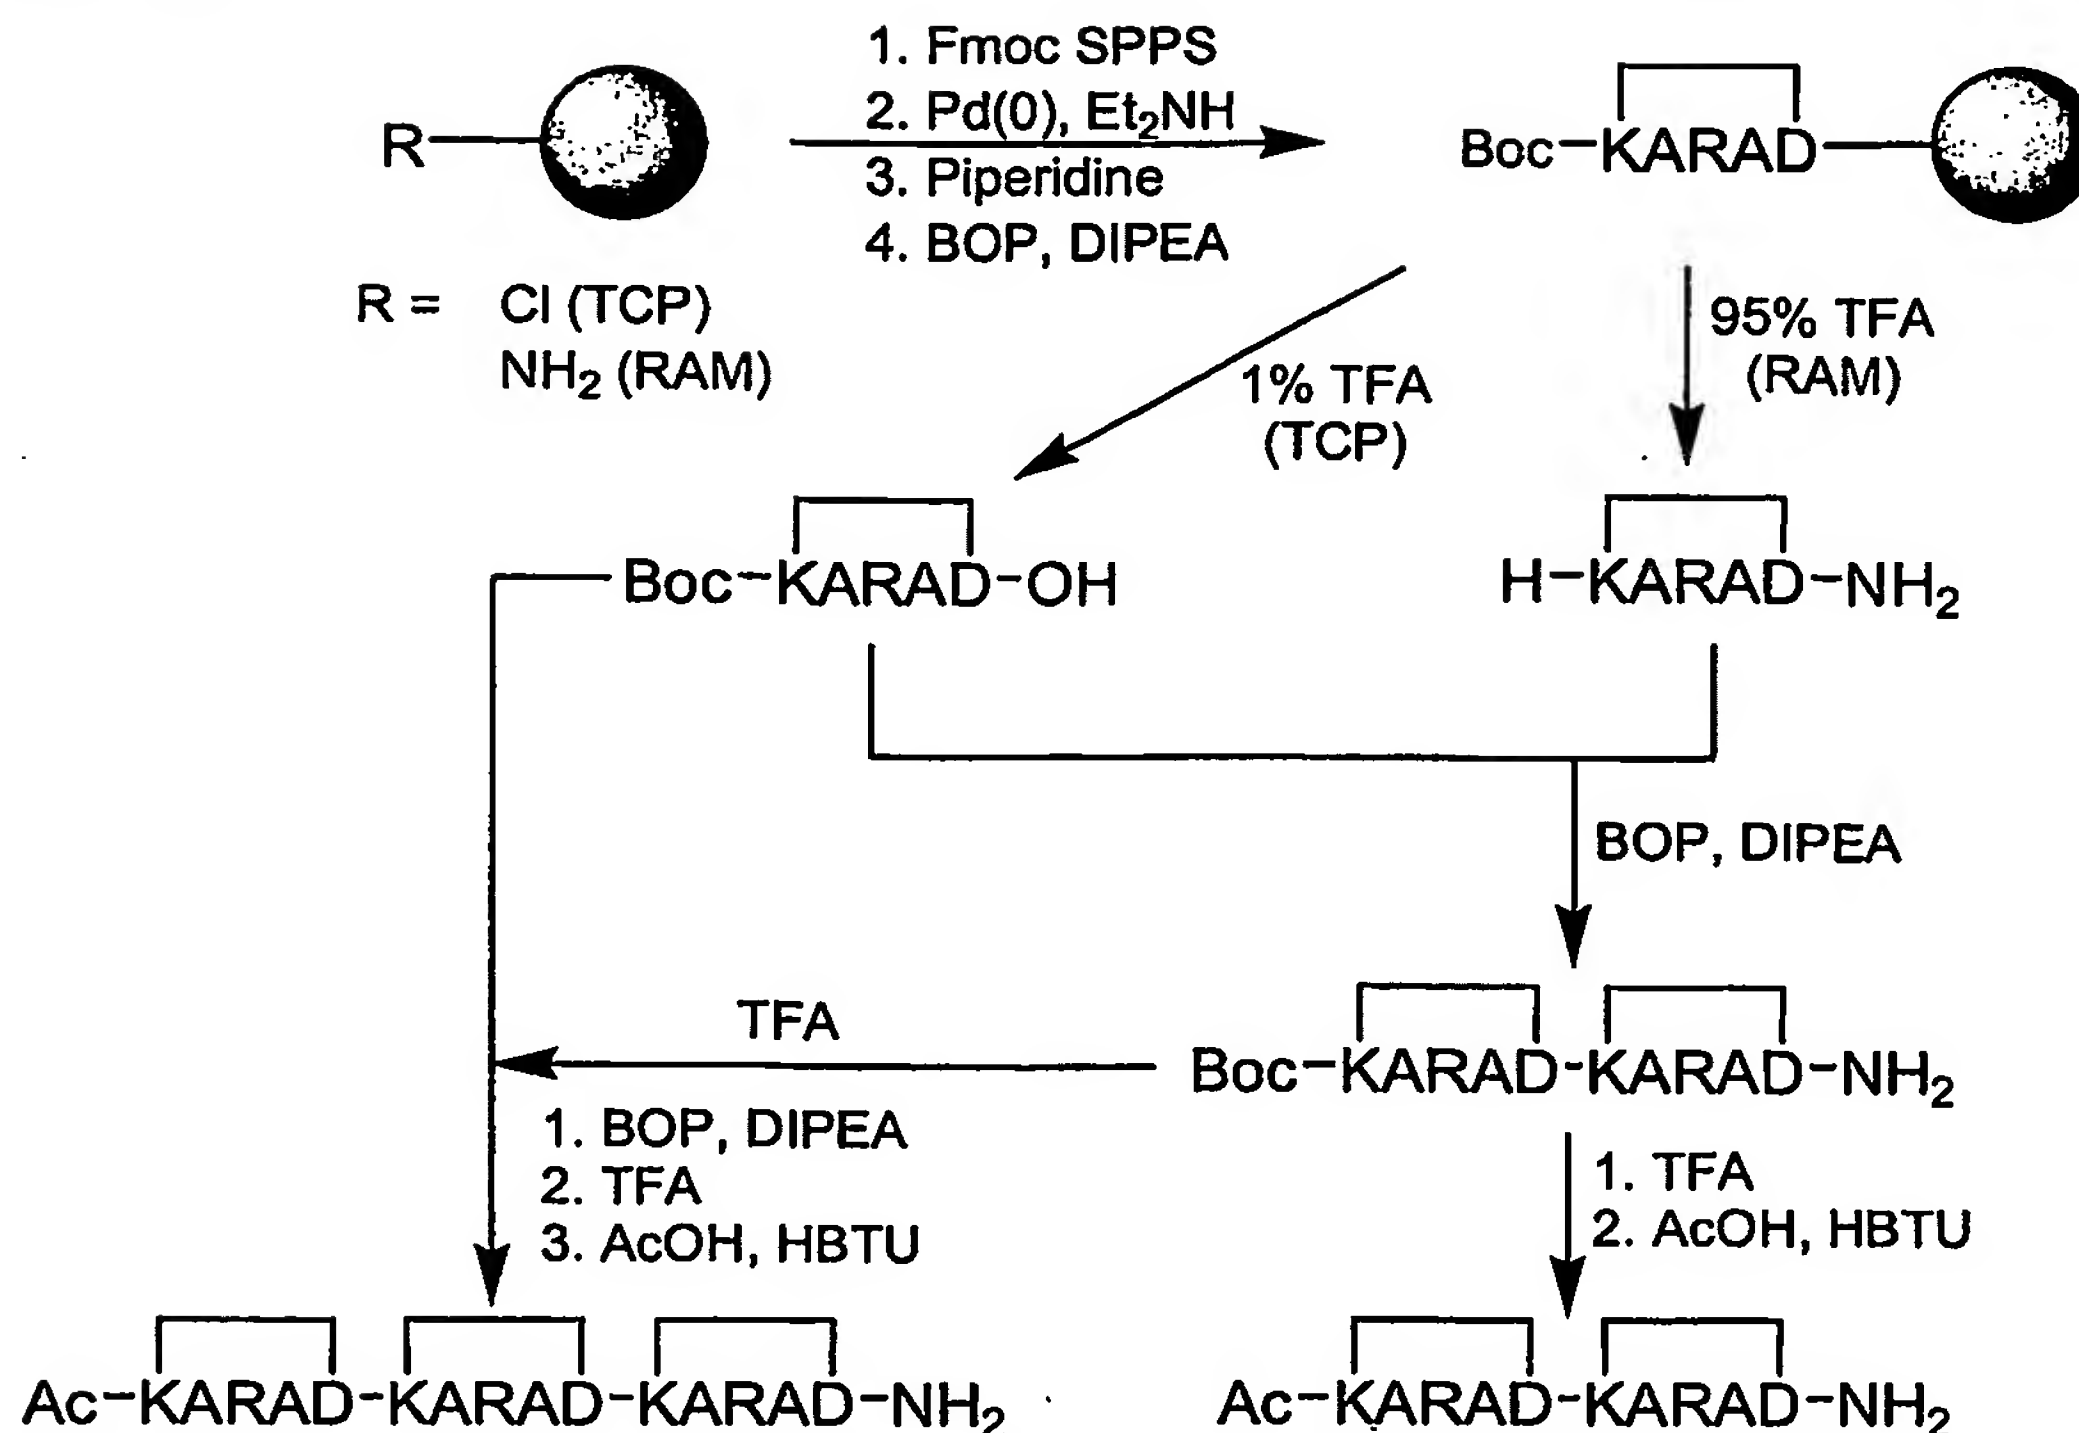 1. Fmoc SPPS
2. Pd(0), Et₂NH
3. Piperidine
4. BOP, DIPEA
R
Boc-KARAD
R = Cl (TCP)
NH₂ (RAM)
95% TFA
(RAM)
1% TFA
(TCP)
Boc-KARAD-OH
H-KARAD-NH₂
BOP, DIPEA
TFA
Boc-KARAD-KARAD-NH₂
1. BOP, DIPEA
2. TFA
3. AcOH, HBTU
1. TFA
2. AcOH, HBTU
Ac-KARAD-KARAD-KARAD-NH₂
Ac-KARAD-KARAD-NH₂